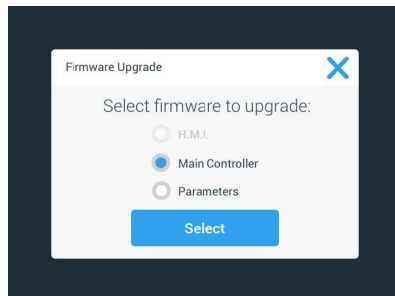 Firmware Upgrade
Select firmware to upgrade:
H.M.I.
Main Controller
Parameters
Select